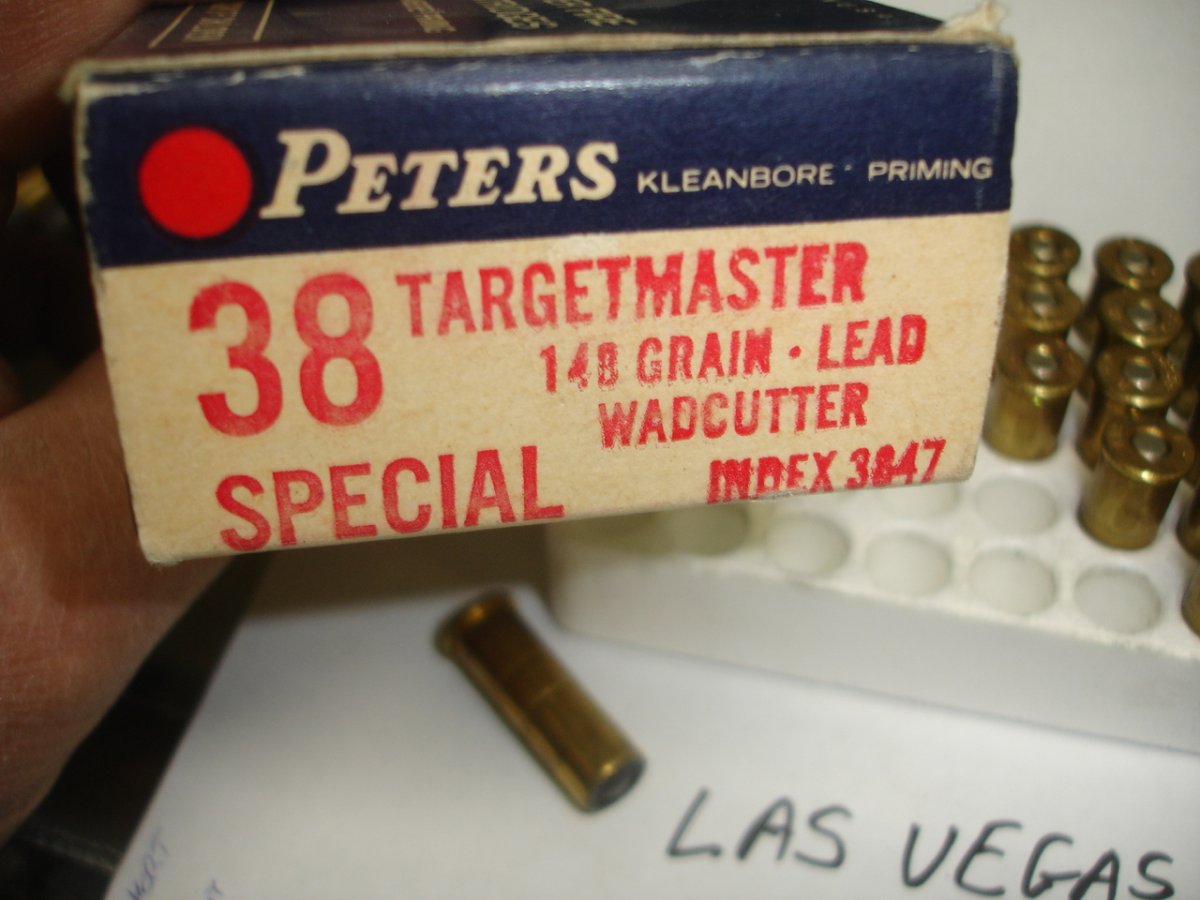 PETERS KLEANBORE PRIMING
38 TARGETMASTER
148 GRAIN · LEAD
WADCUTTER
SPECIAL INDEX 3847
LAS VEGAS